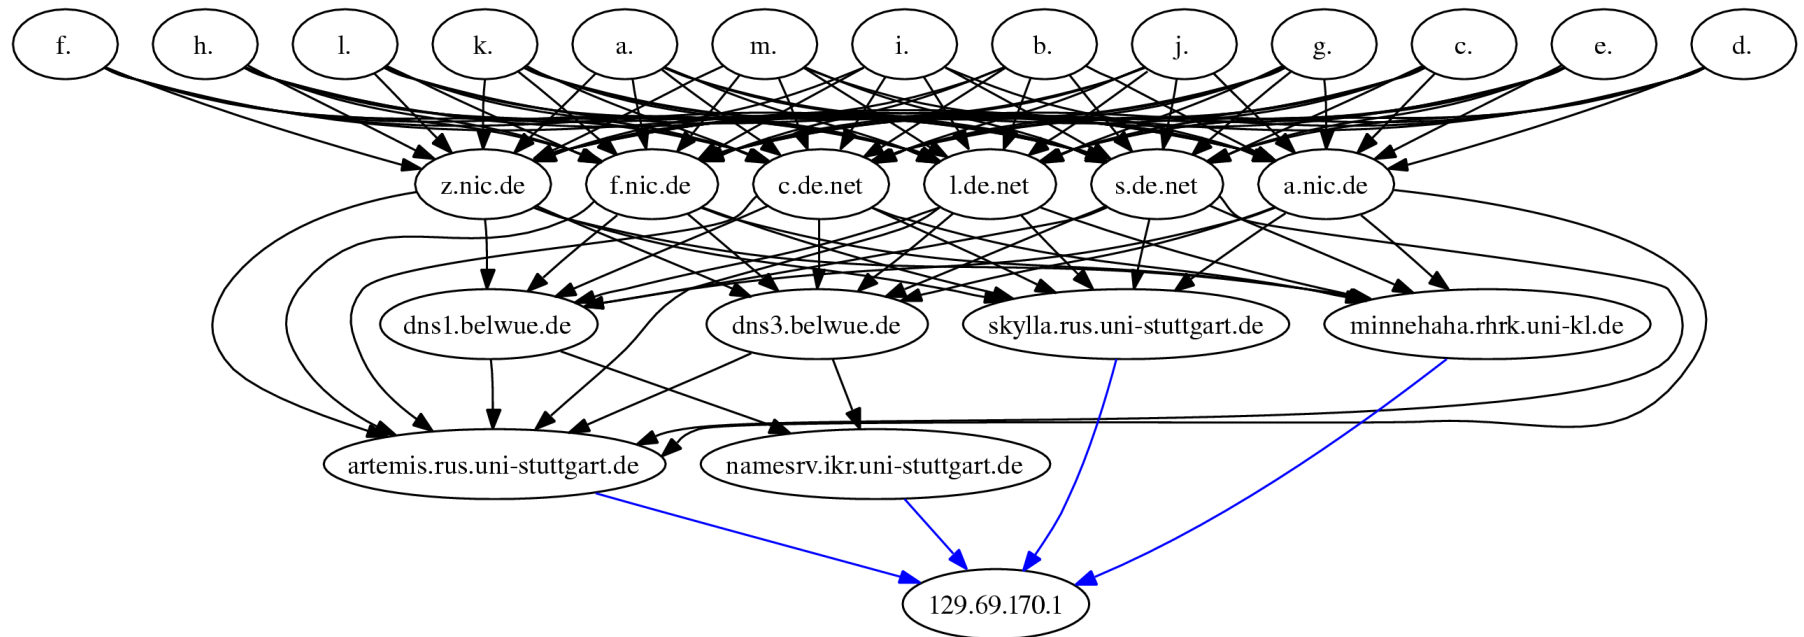 f. h. l. k. a. m. i. b. j. g. c. e. d.
z.nic.de f.nic.de c.de.net l.de.net s.de.net a.nic.de
dns1.belwue.de dns3.belwue.de skylla.rus.uni-stuttgart.de minnehaha.rhrk.uni-kl.de
artemis.rus.uni-stuttgart.de namesrv.ikr.uni-stuttgart.de
129.69.170.1